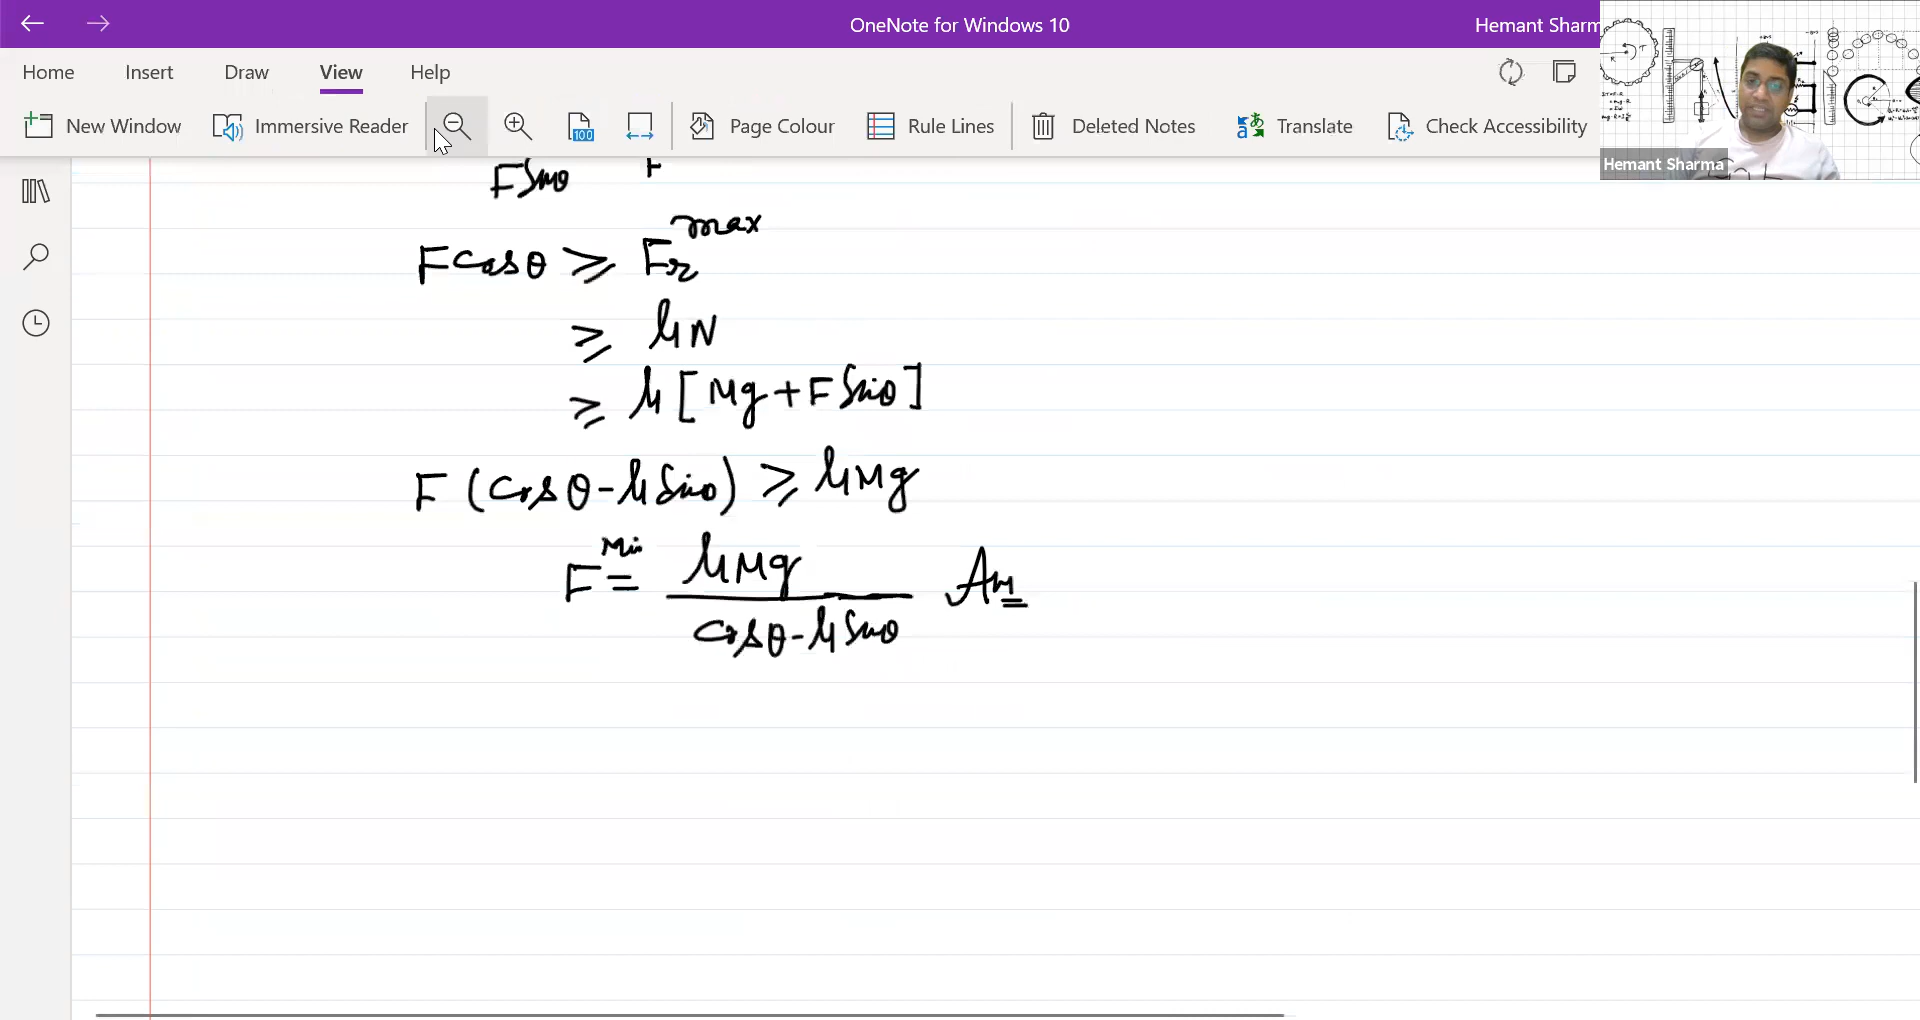 OneNote for Windows 10
Hemant Sharm
Home Insert Draw View Help
New Window Immersive Reader 100 Page Colour Rule Lines Deleted Notes Translate Check Accessibility
Hemant Sharma
F Sinθ F
F Cosθ ≥ Fr^max
≥ μN
≥ μ[Mg + F Sinθ]
F (Cosθ - μ Sinθ) ≥ μMg
F^Min = μMg / (Cosθ - μ Sinθ) Ans